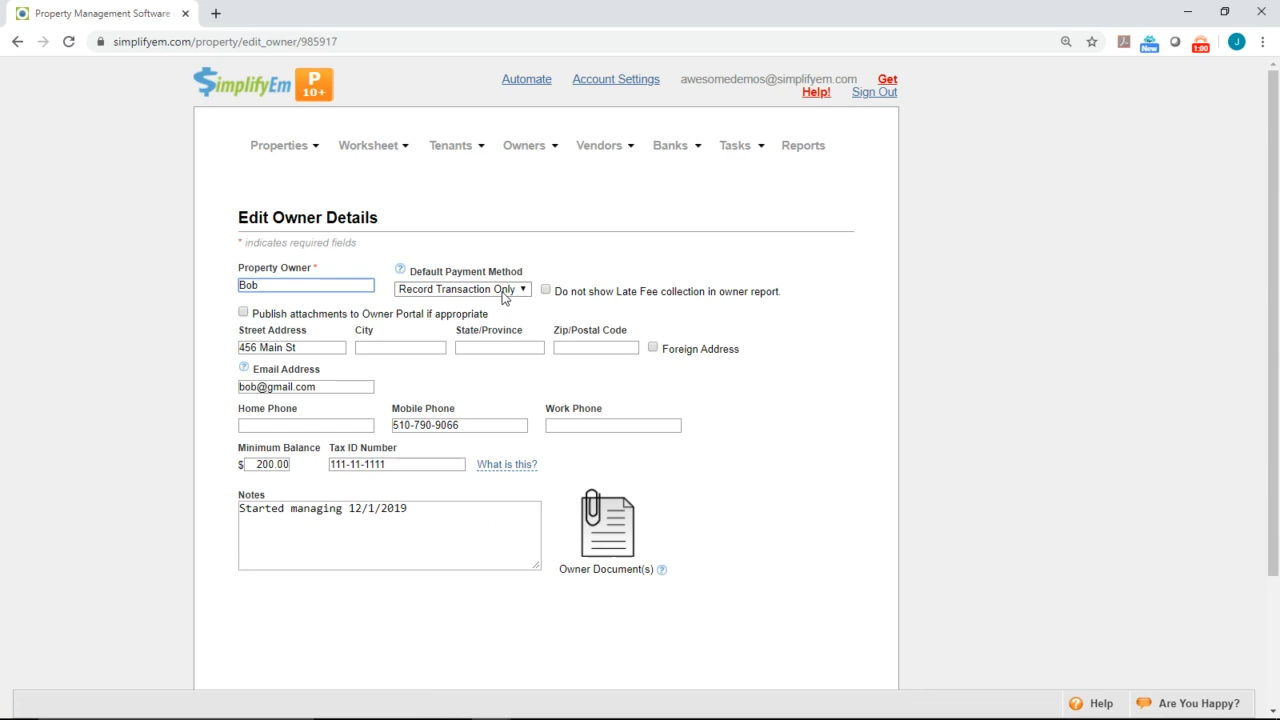 Property Management Software
simplifyem.com/property/edit_owner/985917
New
1:00
J
$implifyEm P 10+
Automate Account Settings awesomedemos@simplifyem.com Get Help! Sign Out
Properties Worksheet Tenants Owners Vendors Banks Tasks Reports
Edit Owner Details
* indicates required fields
Property Owner * ? Default Payment Method
Bob Record Transaction Only Do not show Late Fee collection in owner report.
Publish attachments to Owner Portal if appropriate
Street Address City State/Province Zip/Postal Code
456 Main St Foreign Address
? Email Address
bob@gmail.com
Home Phone Mobile Phone Work Phone
510-790-9066
Minimum Balance Tax ID Number
$ 200.00 111-11-1111 What is this?
Notes
Started managing 12/1/2019
Owner Document(s) ?
? Help Are You Happy?